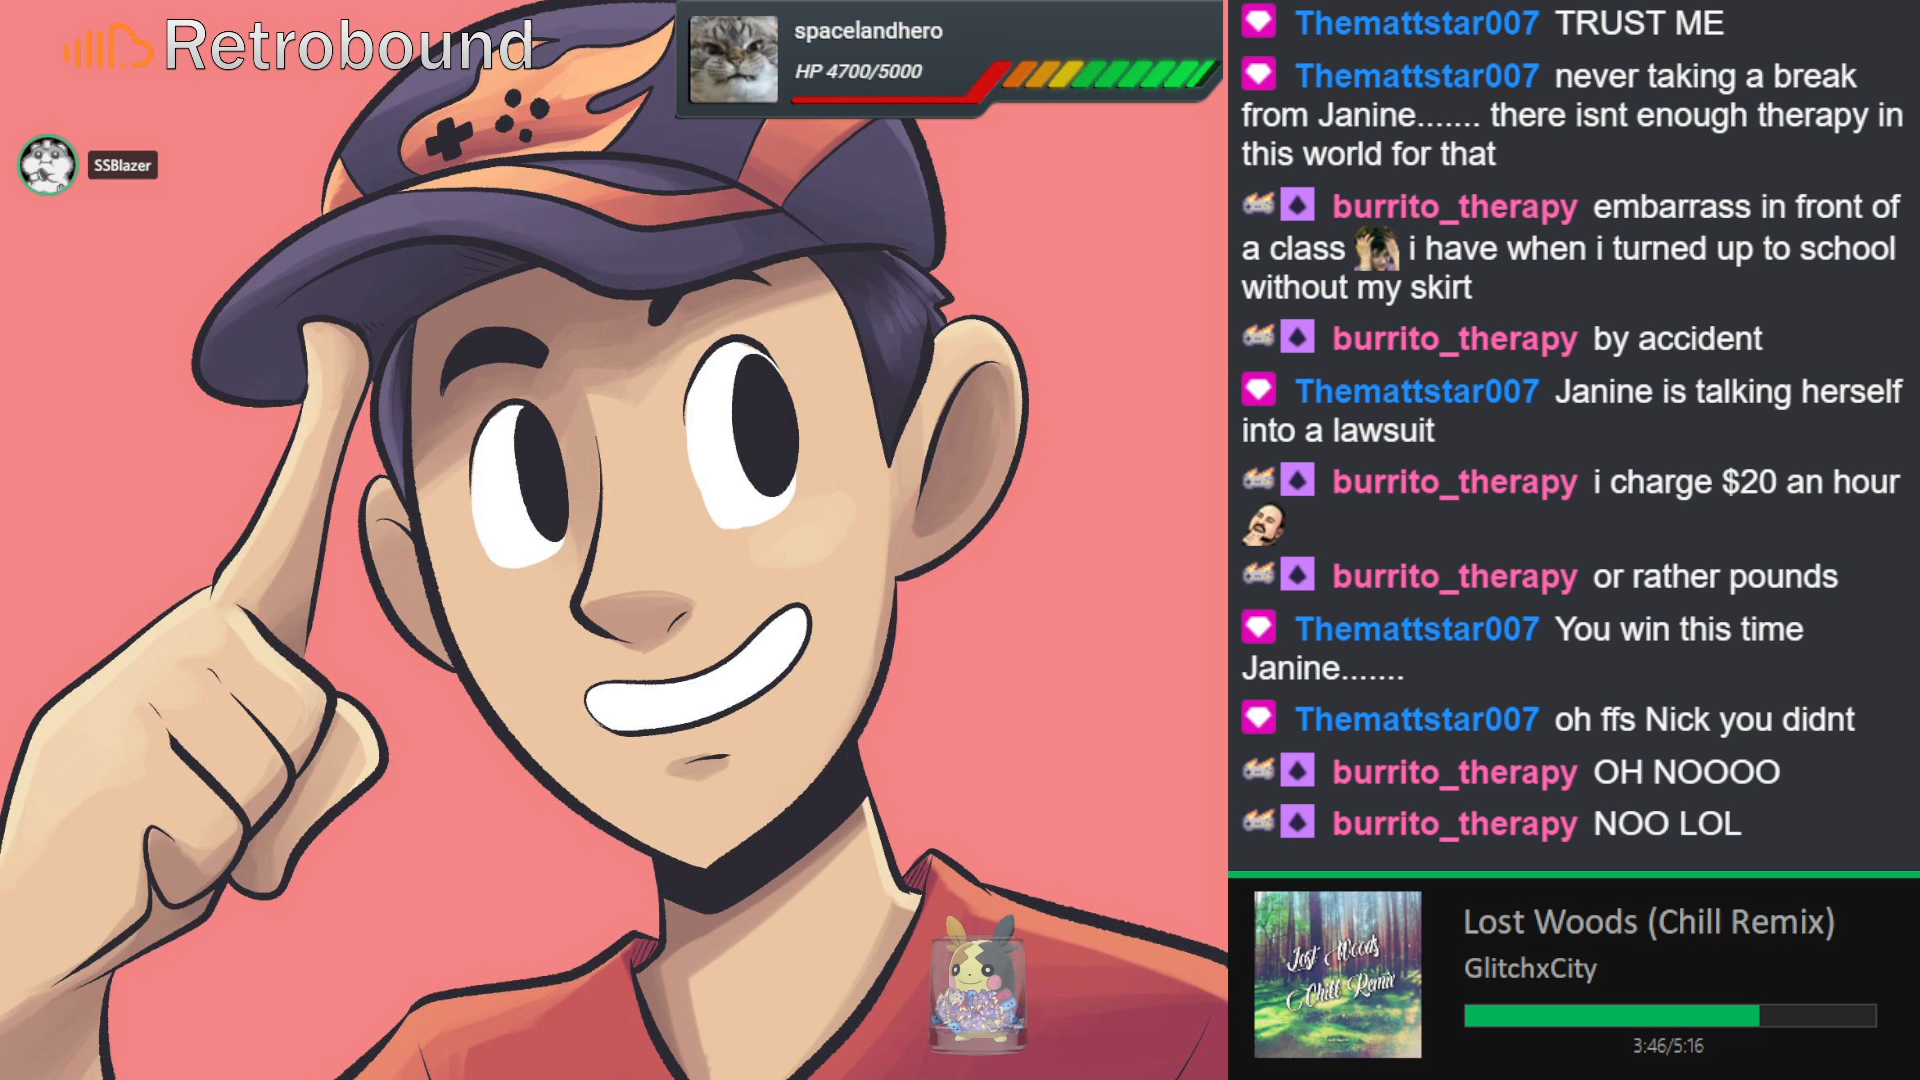 Retrobound
spacelandhero
HP 4700/5000
SSBlazer
Themattstar007 TRUST ME
Themattstar007 never taking a break
from Janine....... there isnt enough therapy in
this world for that
burrito_therapy embarrass in front of
a class i have when i turned up to school
without my skirt
burrito_therapy by accident
Themattstar007 Janine is talking herself
into a lawsuit
burrito_therapy i charge $20 an hour
burrito_therapy or rather pounds
Themattstar007 You win this time
Janine.......
Themattstar007 oh ffs Nick you didnt
burrito_therapy OH NOOOO
burrito_therapy NOO LOL
Lost Woods
Chill Remix
Lost Woods (Chill Remix)
GlitchxCity
3:46/5:16